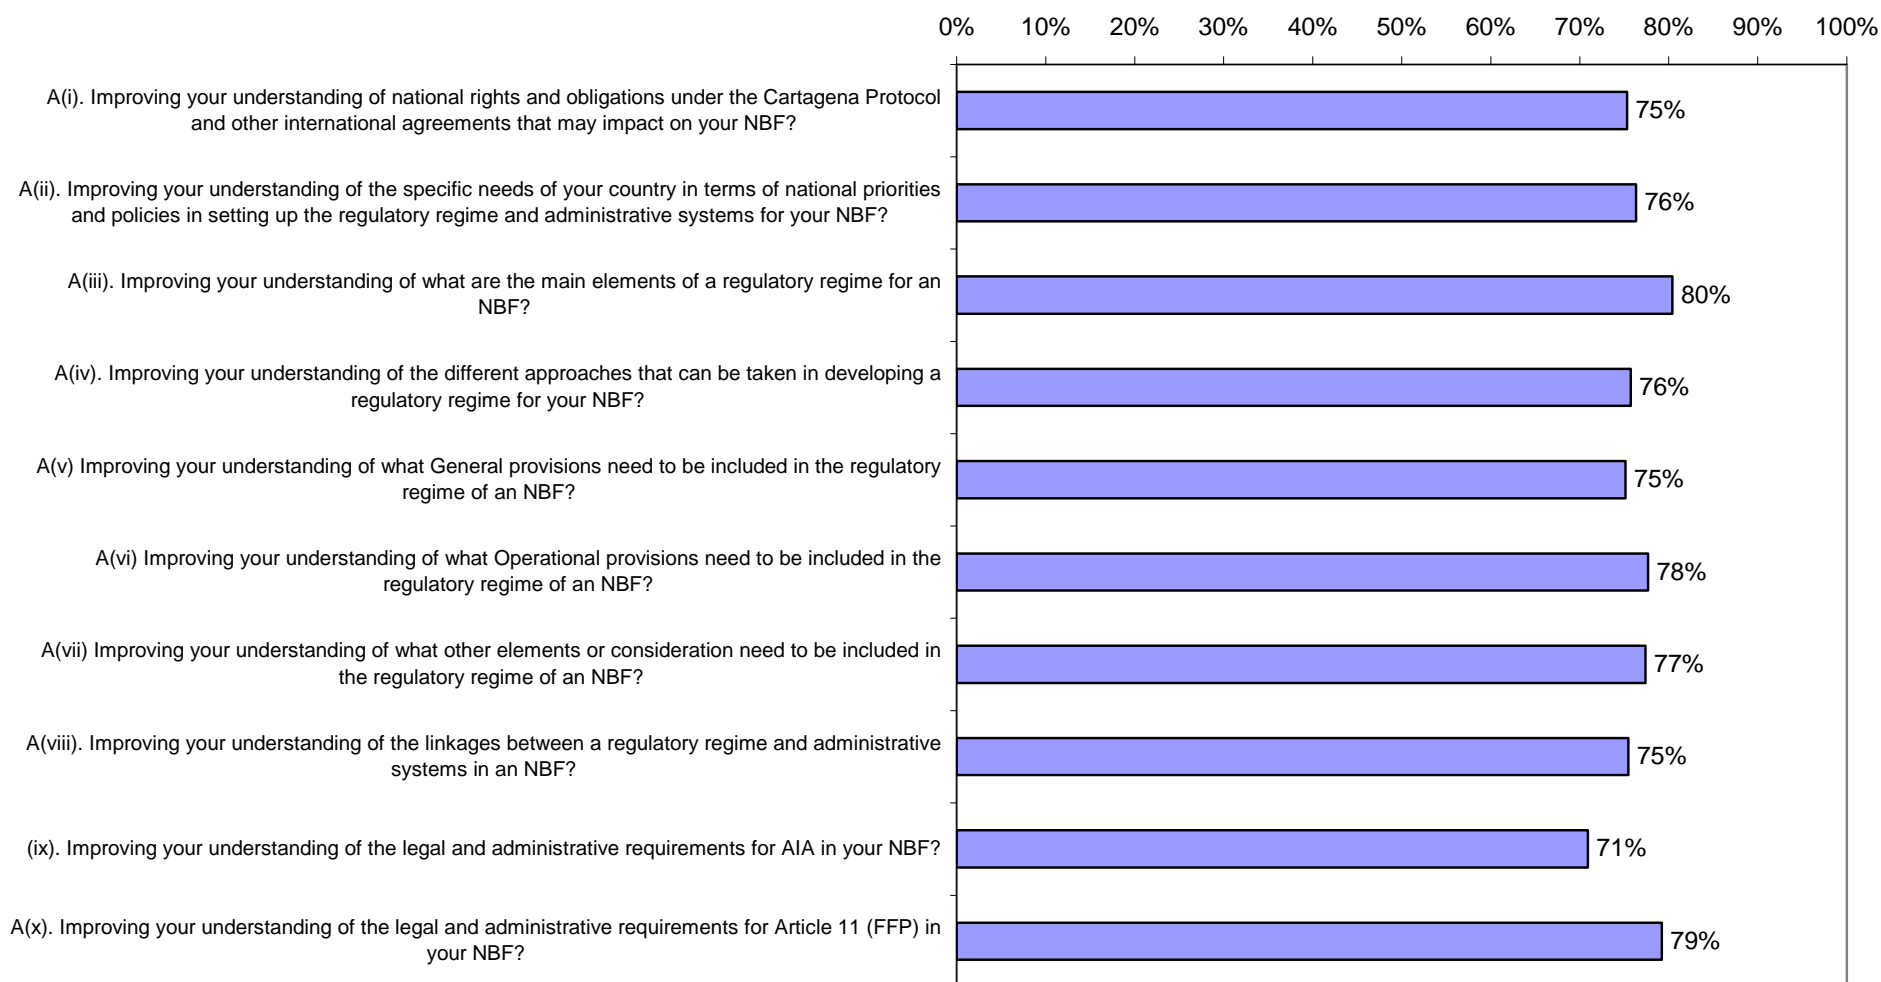 0% 10% 20% 30% 40% 50% 60% 70% 80% 90% 100%
A(i). Improving your understanding of national rights and obligations under the Cartagena Protocol
and other international agreements that may impact on your NBF?
75%
A(ii). Improving your understanding of the specific needs of your country in terms of national priorities
and policies in setting up the regulatory regime and administrative systems for your NBF?
76%
A(iii). Improving your understanding of what are the main elements of a regulatory regime for an
NBF?
80%
A(iv). Improving your understanding of the different approaches that can be taken in developing a
regulatory regime for your NBF?
76%
A(v) Improving your understanding of what General provisions need to be included in the regulatory
regime of an NBF?
75%
A(vi) Improving your understanding of what Operational provisions need to be included in the
regulatory regime of an NBF?
78%
A(vii) Improving your understanding of what other elements or consideration need to be included in
the regulatory regime of an NBF?
77%
A(viii). Improving your understanding of the linkages between a regulatory regime and administrative
systems in an NBF?
75%
(ix). Improving your understanding of the legal and administrative requirements for AIA in your NBF?
71%
A(x). Improving your understanding of the legal and administrative requirements for Article 11 (FFP) in
your NBF?
79%